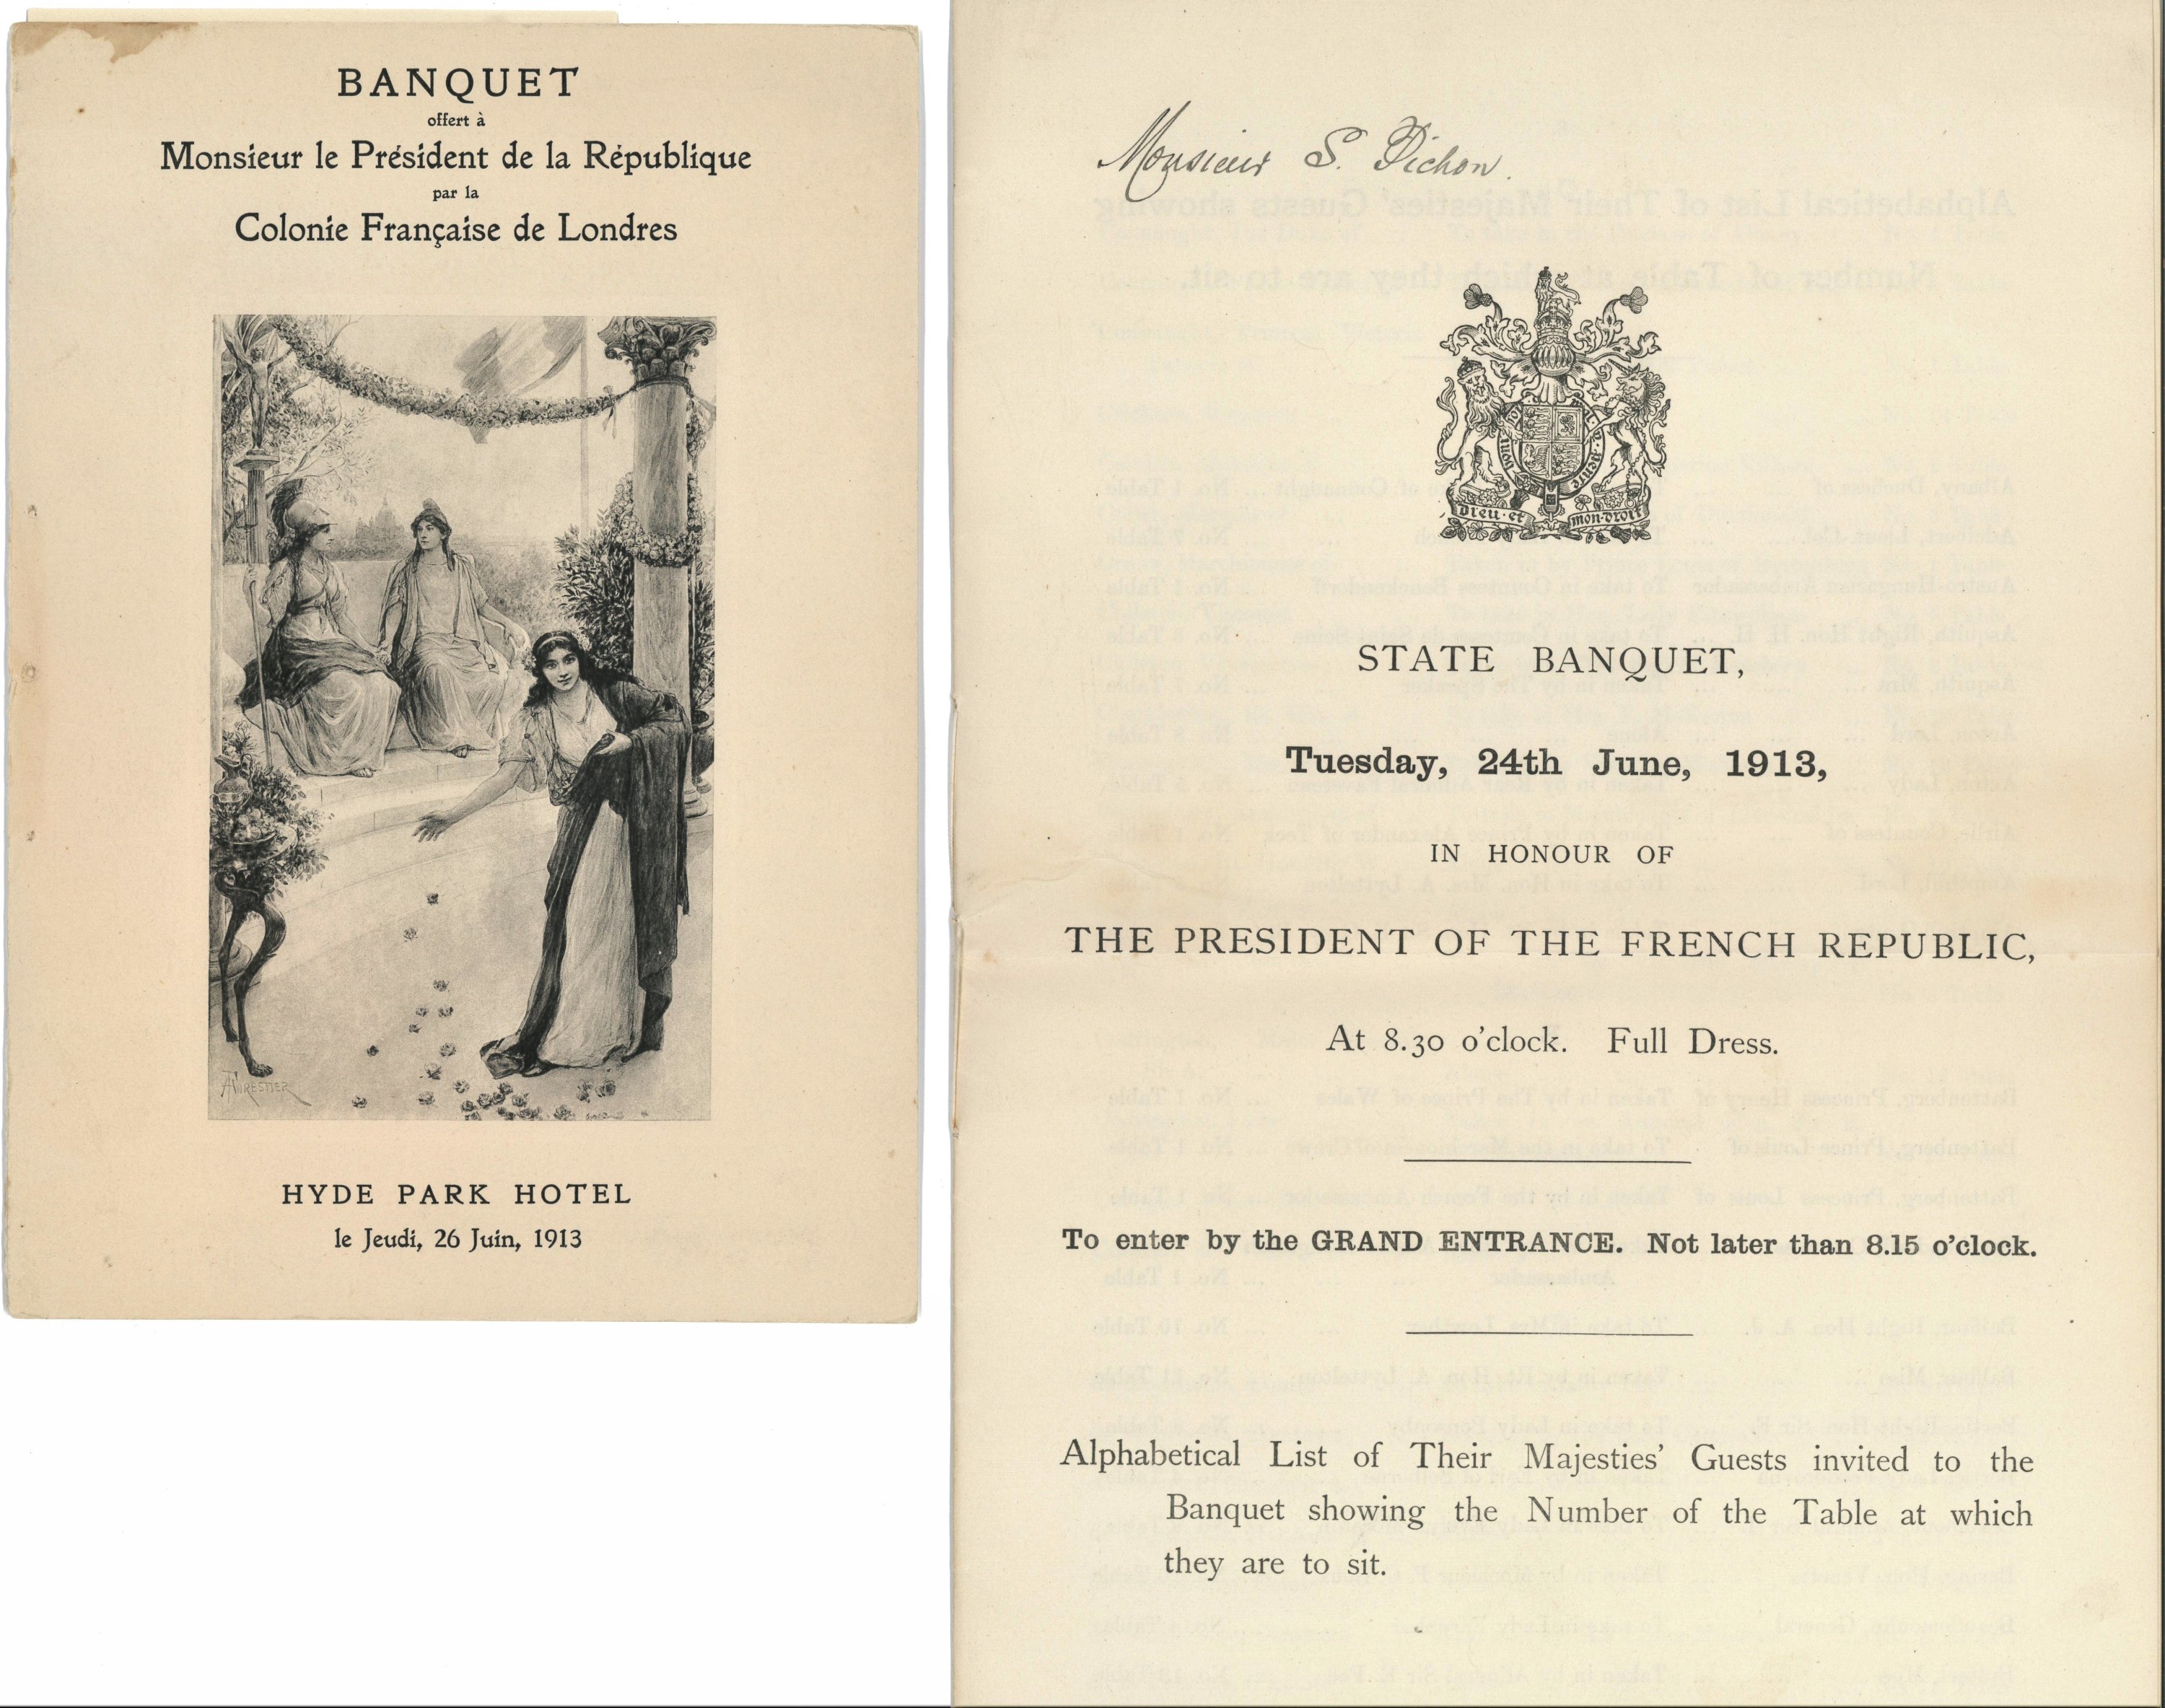 BANQUET
offert à
Monsieur le Président de la République
par la
Colonie Française de Londres
A. FORESTIER
HYDE PARK HOTEL
le Jeudi, 26 Juin, 1913
Monsieur S. Pichon.
Dieu et mon droit
STATE BANQUET,
Tuesday, 24th June, 1913,
IN HONOUR OF
THE PRESIDENT OF THE FRENCH REPUBLIC,
At 8.30 o'clock. Full Dress.
To enter by the GRAND ENTRANCE. Not later than 8.15 o'clock.
Alphabetical List of Their Majesties' Guests invited to the
Banquet showing the Number of the Table at which
they are to sit.